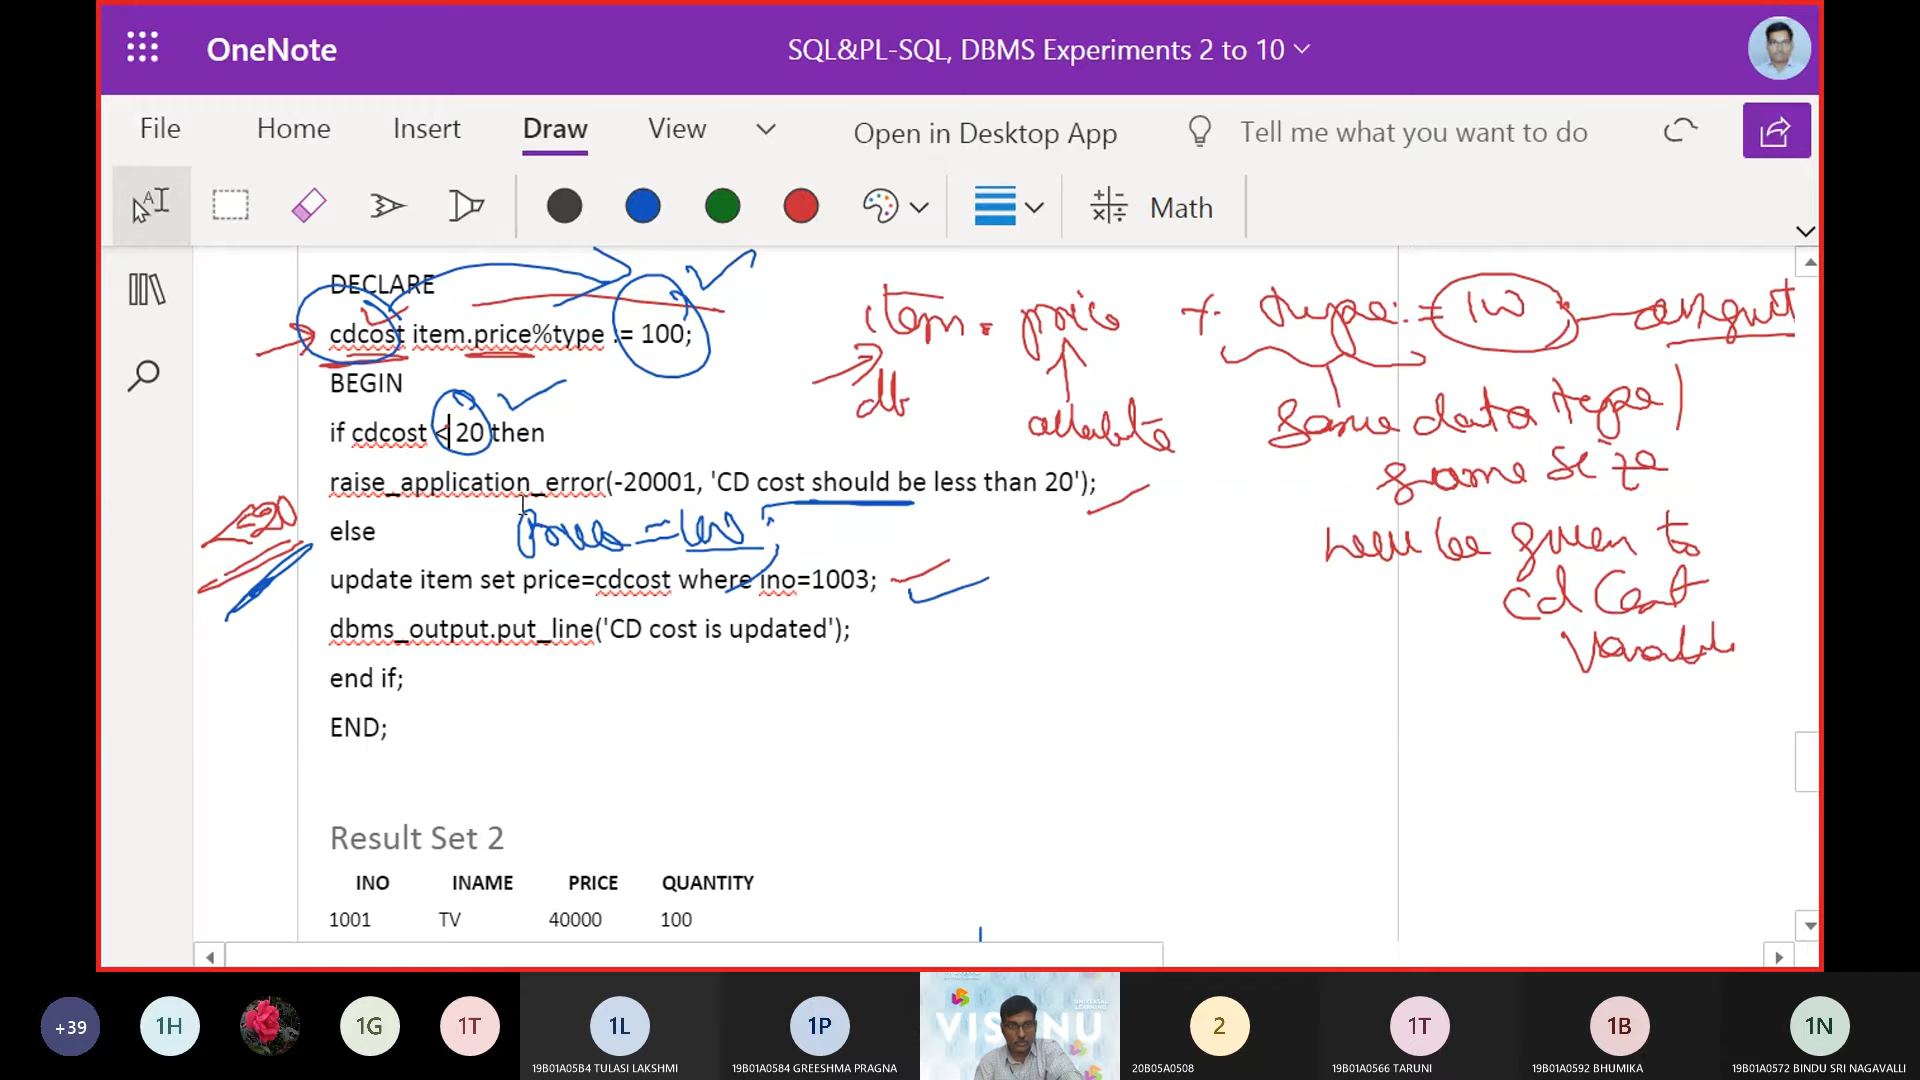 OneNote
SQL&PL-SQL, DBMS Experiments 2 to 10
File Home Insert Draw View Open in Desktop App Tell me what you want to do
Math
DECLARE
cdcost item.price%type := 100;
BEGIN
if cdcost < 20 then
raise_application_error(-20001, 'CD cost should be less than 20');
else
update item set price=cdcost where ino=1003;
dbms_output.put_line('CD cost is updated');
end if;
END;
item . price % type : = 100
db
same data type /
same size
will be given to
cd Cost
Variable
<20
Result Set 2
INO INAME PRICE QUANTITY
1001 TV 40000 100
+39 1H 1G 1T 1L 1P 2 1T 1B 1N
VISHNU
19B01A05B4 TULASI LAKSHMI 19B01A0584 GREESHMA PRAGNA 20B05A0508 19B01A0566 TARUNI 19B01A0592 BHUMIKA 19B01A0572 BINDU SRI NAGAVALLI